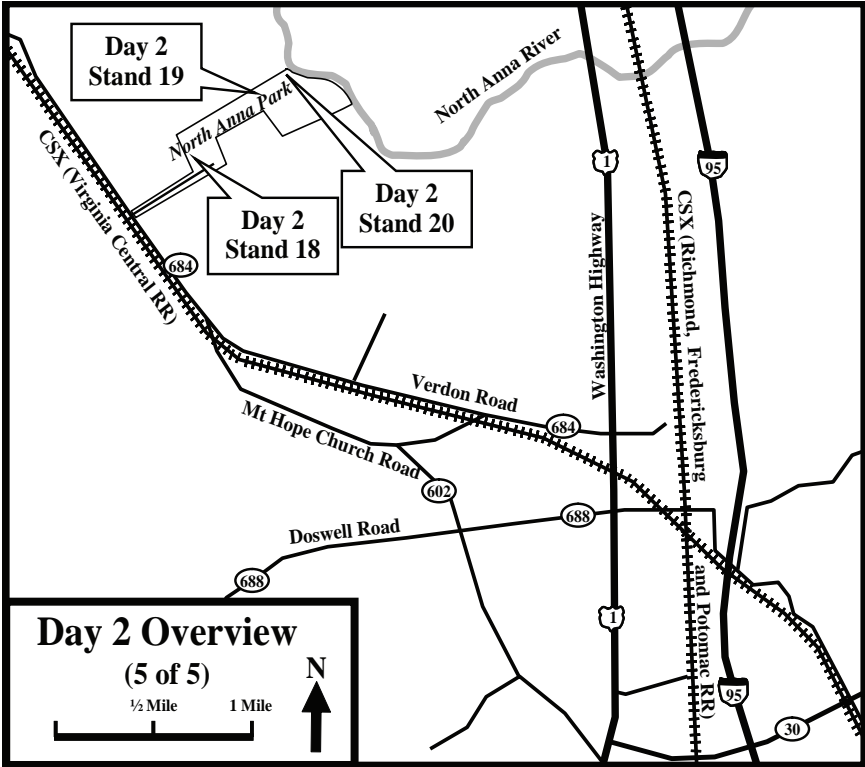 Day 2
Stand 19
North Anna River
North Anna Park
1
95
CSX (Virginia Central RR)
Day 2
Stand 20
Day 2
Stand 18
684
Washington Highway
CSX (Richmond, Fredericksburg
and Potomac RR)
Verdon Road
684
Mt Hope Church Road
602
688
Doswell Road
688
1
95
30
Day 2 Overview
(5 of 5)
N
½ Mile
1 Mile